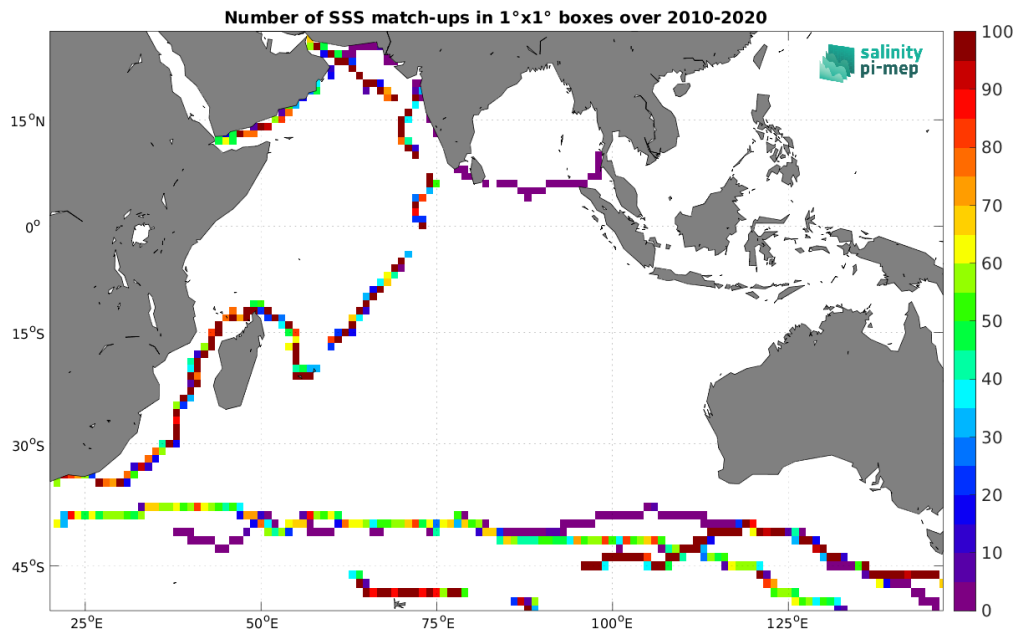 Number of SSS match-ups in 1°x1° boxes over 2010-2020
salinity
pi-mep
100
90
80
70
60
50
40
30
20
10
0
15°N
0°
15°S
30°S
45°S
25°E
50°E
75°E
100°E
125°E